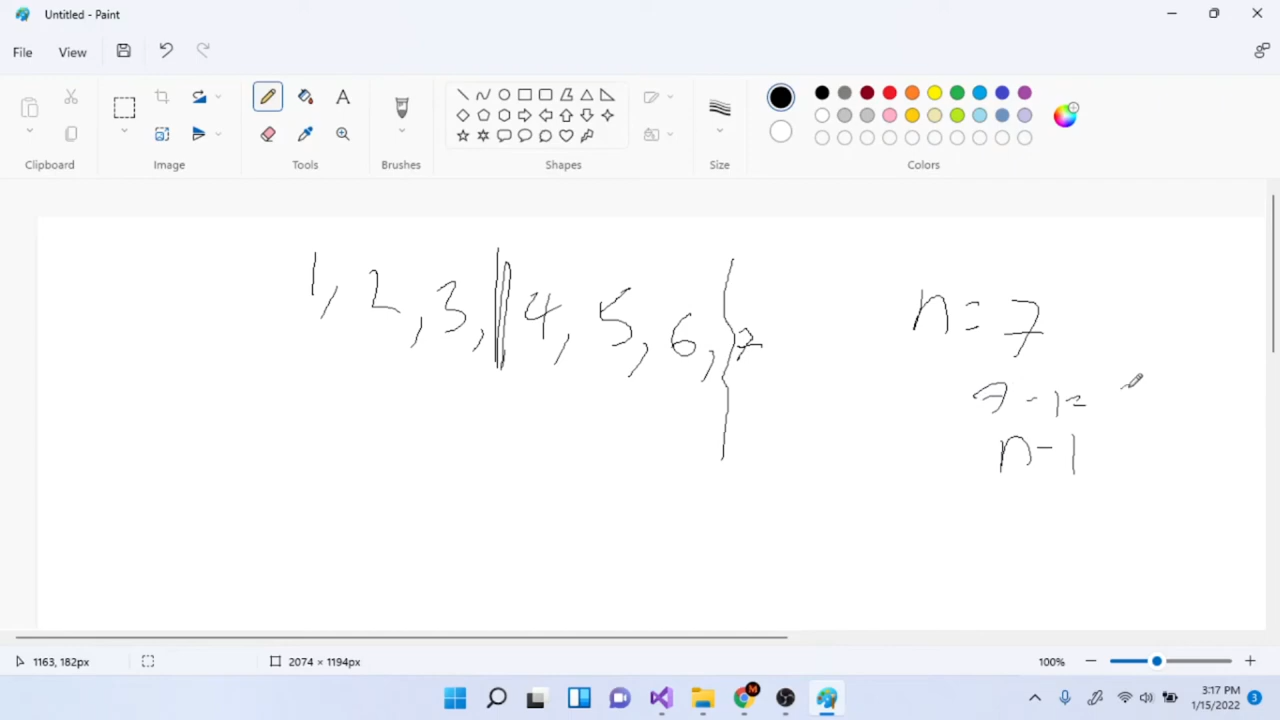 Untitled - Paint
File View
Clipboard Image Tools Brushes Shapes Size Colors
1, 2, 3, 4, 5, 6, 7
n = 7
7 - 1 =
n - 1
1163, 182px 2074 × 1194px 100%
3:17 PM
1/15/2022
M
3